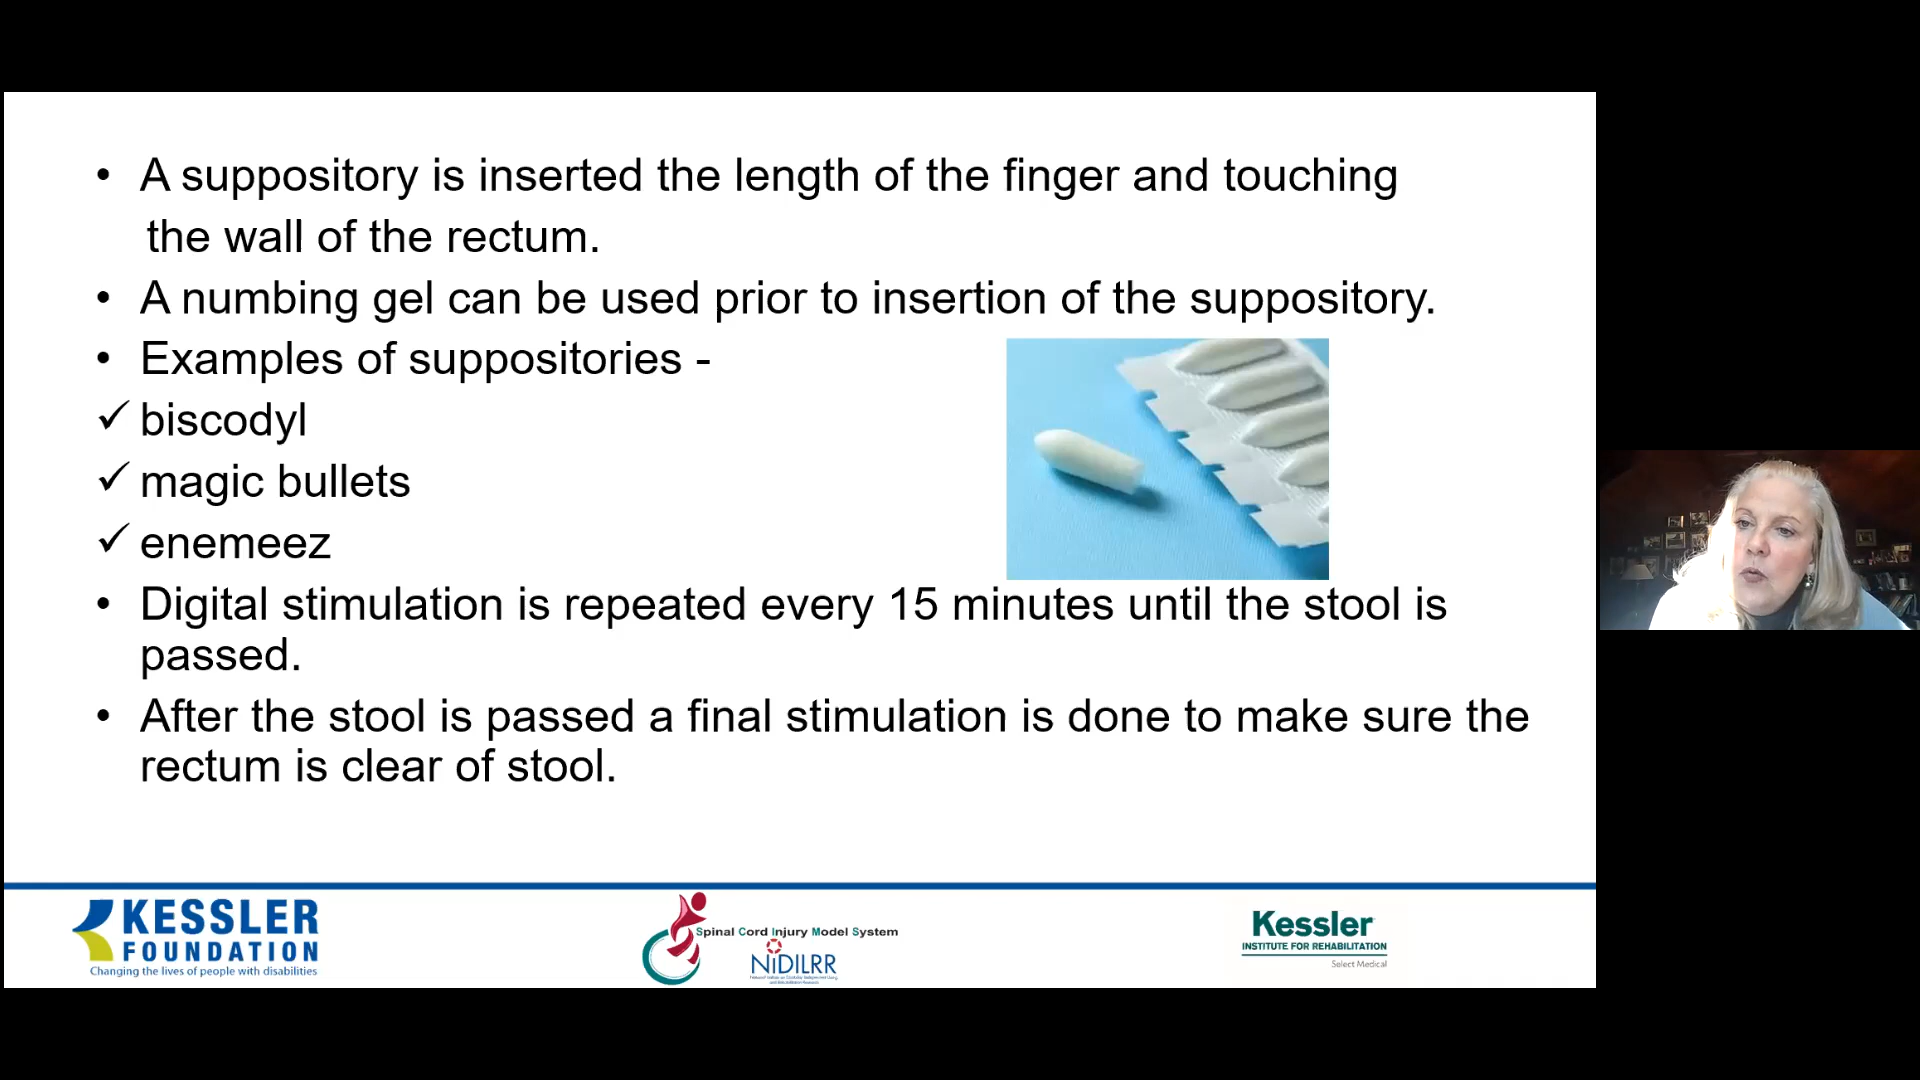 • A suppository is inserted the length of the finger and touching
the wall of the rectum.
• A numbing gel can be used prior to insertion of the suppository.
• Examples of suppositories -
✓ biscodyl
✓ magic bullets
✓ enemeez
• Digital stimulation is repeated every 15 minutes until the stool is
passed.
• After the stool is passed a final stimulation is done to make sure the
rectum is clear of stool.
KESSLER
FOUNDATION
Changing the lives of people with disabilities
Spinal Cord Injury Model System
NIDILRR
Kessler
INSTITUTE FOR REHABILITATION
Select Medical